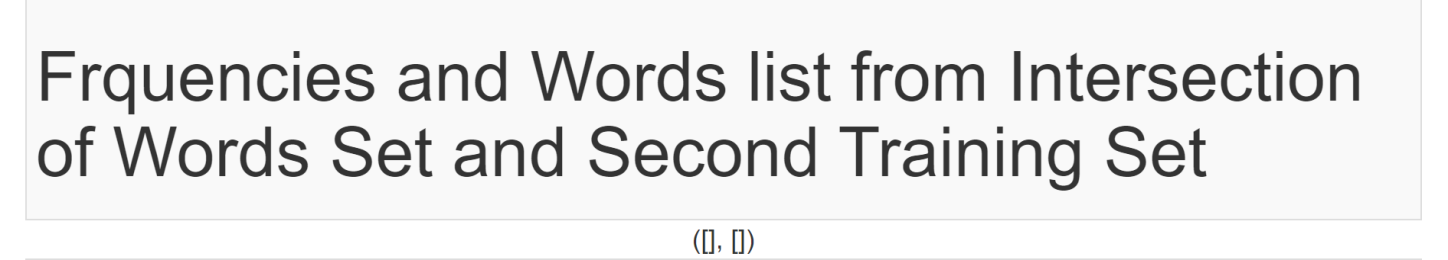 Frquencies and Words list from Intersection
of Words Set and Second Training Set
([], [])